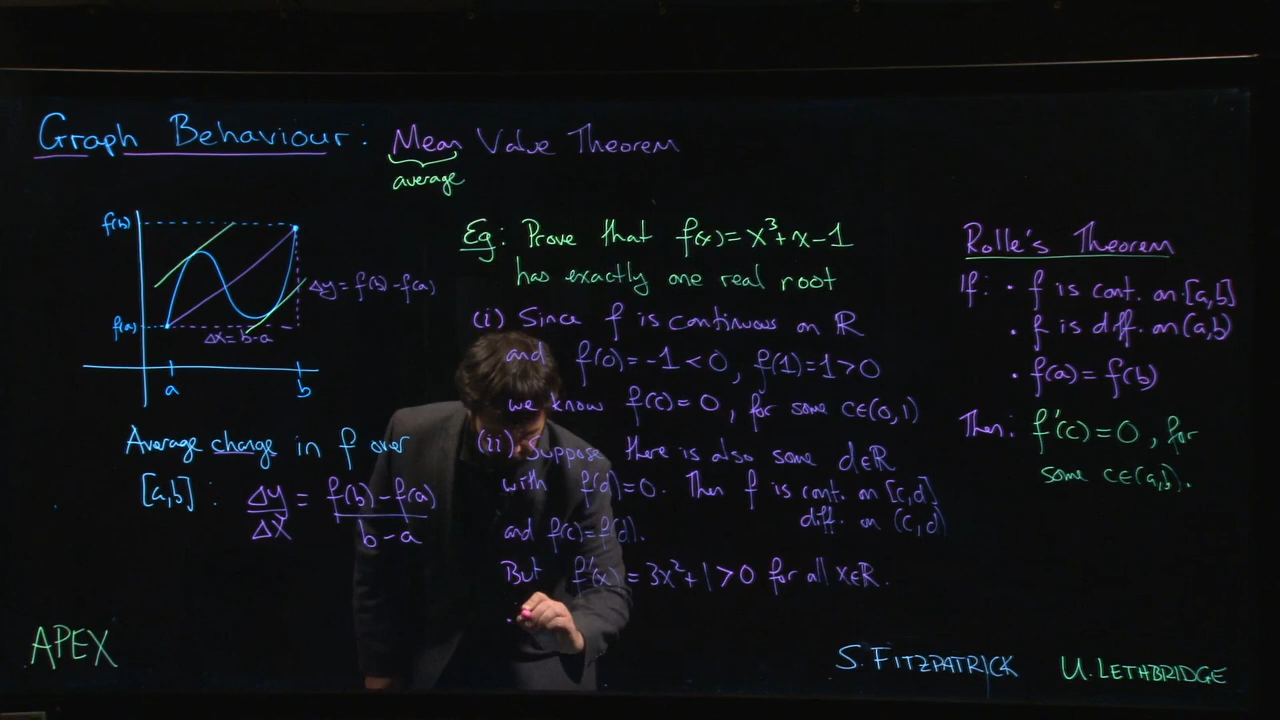 Graph Behaviour: Mean Value Theorem
average
f(b)
f(a)
Δy = f(b) - f(a)
Δx = b - a
a
b
Average change in f over
[a,b] : Δy/Δx = (f(b) - f(a))/(b - a)
Eg: Prove that f(x) = x³ + x - 1
has exactly one real root
(i) Since f is continuous on ℝ
and f(0) = -1 < 0, f(1) = 1 > 0
we know f(c) = 0, for some c∈(0,1)
(ii) Suppose there is also some d∈ℝ
with f(d) = 0. Then f is cont. on [c,d]
diff. on (c,d)
and f(c) = f(d).
But f'(x) = 3x² + 1 > 0 for all x∈ℝ.
Rolle's Theorem
If: · f is cont. on [a,b]
· f is diff. on (a,b)
· f(a) = f(b)
Then: f'(c) = 0, for
some c∈(a,b).
APEX
S. FITZPATRICK
U. LETHBRIDGE